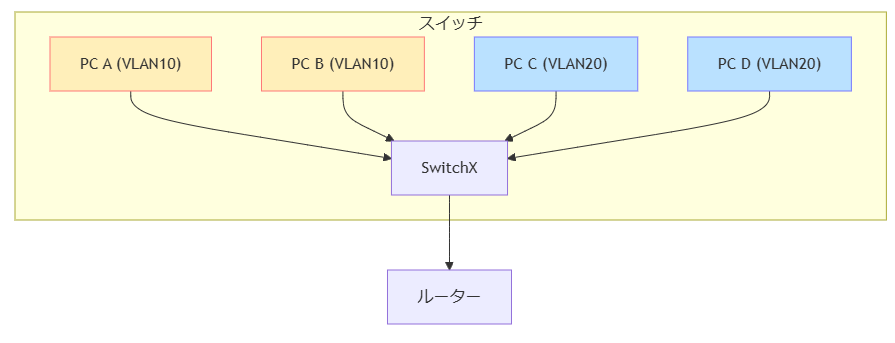 スイッチ
PC A (VLAN10)
PC B (VLAN10)
PC C (VLAN20)
PC D (VLAN20)
SwitchX
ルーター